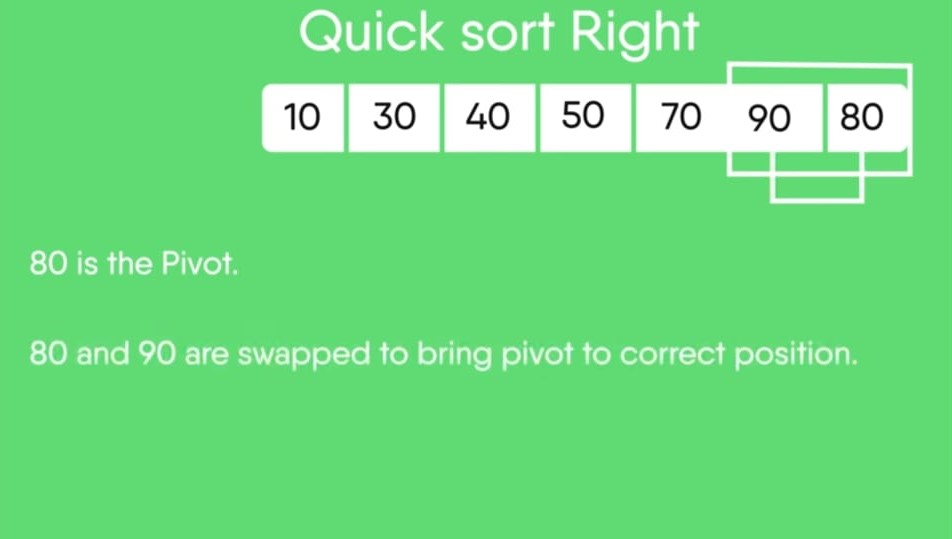 Quick sort Right
10 30 40 50 70 90 80
80 is the Pivot.
80 and 90 are swapped to bring pivot to correct position.